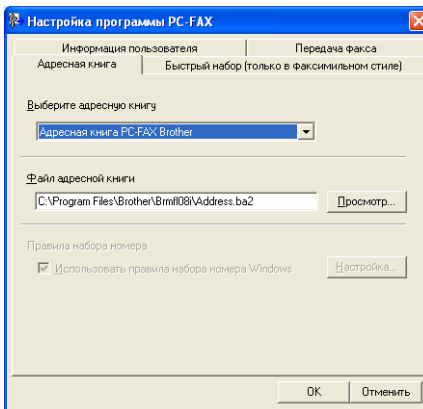 Настройка программы PC-FAX
Информация пользователя
Передача факса
Адресная книга
Быстрый набор (только в факсимильном стиле)
Выберите адресную книгу
Адресная книга PC-FAX Brother
Файл адресной книги
C:\Program Files\Brother\Brmfl08i\Address.ba2
Просмотр...
Правила набора номера
Использовать правила набора номера Windows
Настройка...
OK
Отменить